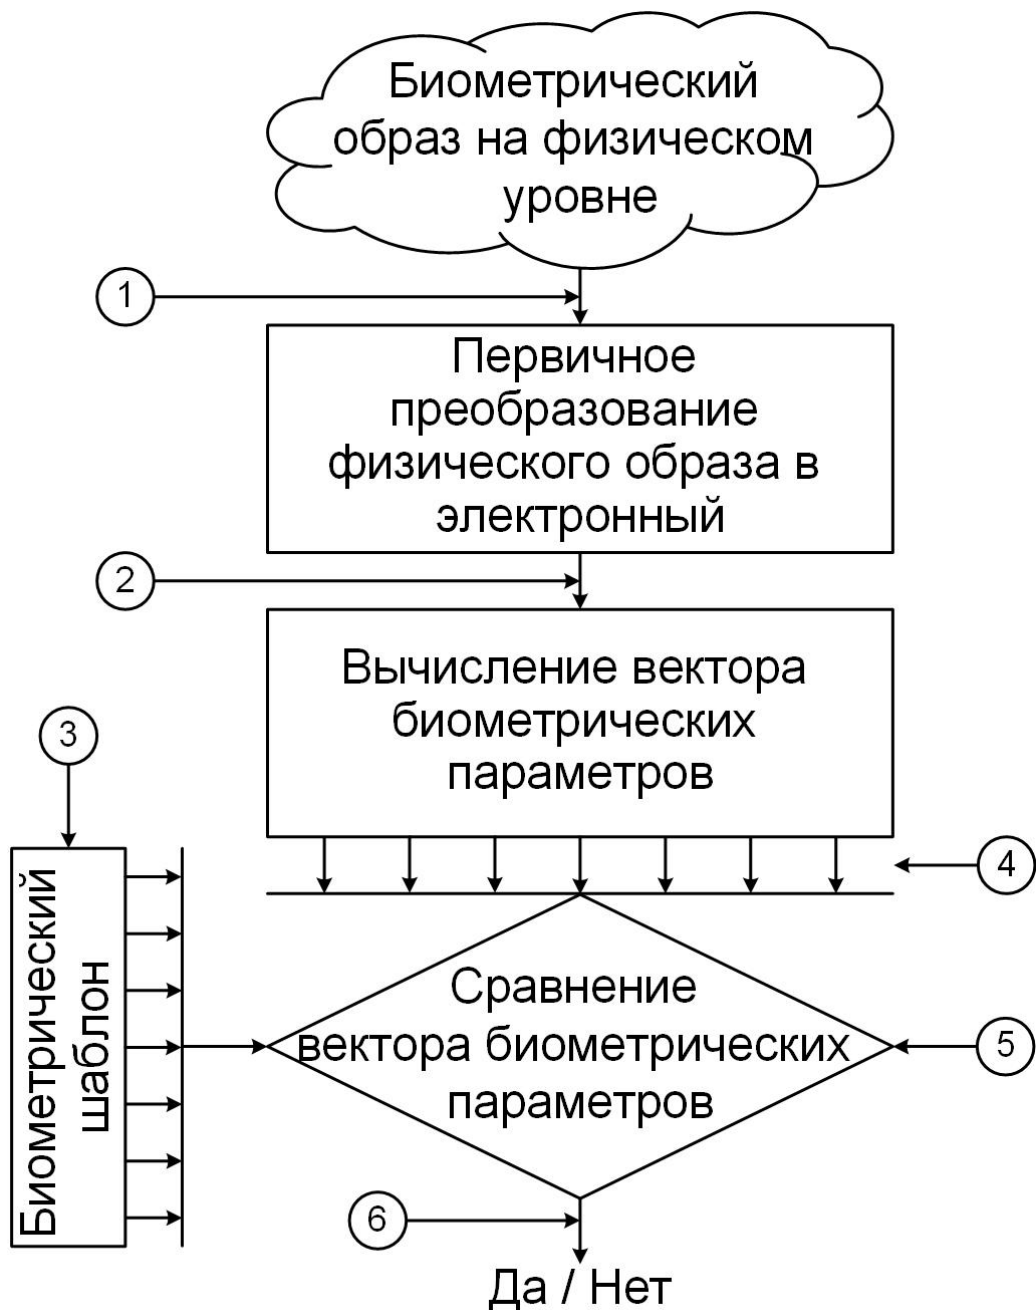 Биометрический
образ на физическом
уровне
1
Первичное
преобразование
физического образа в
электронный
2
Вычисление вектора
биометрических
параметров
3
4
Биометрический
шаблон
Сравнение
вектора биометрических
параметров
5
6
Да / Нет